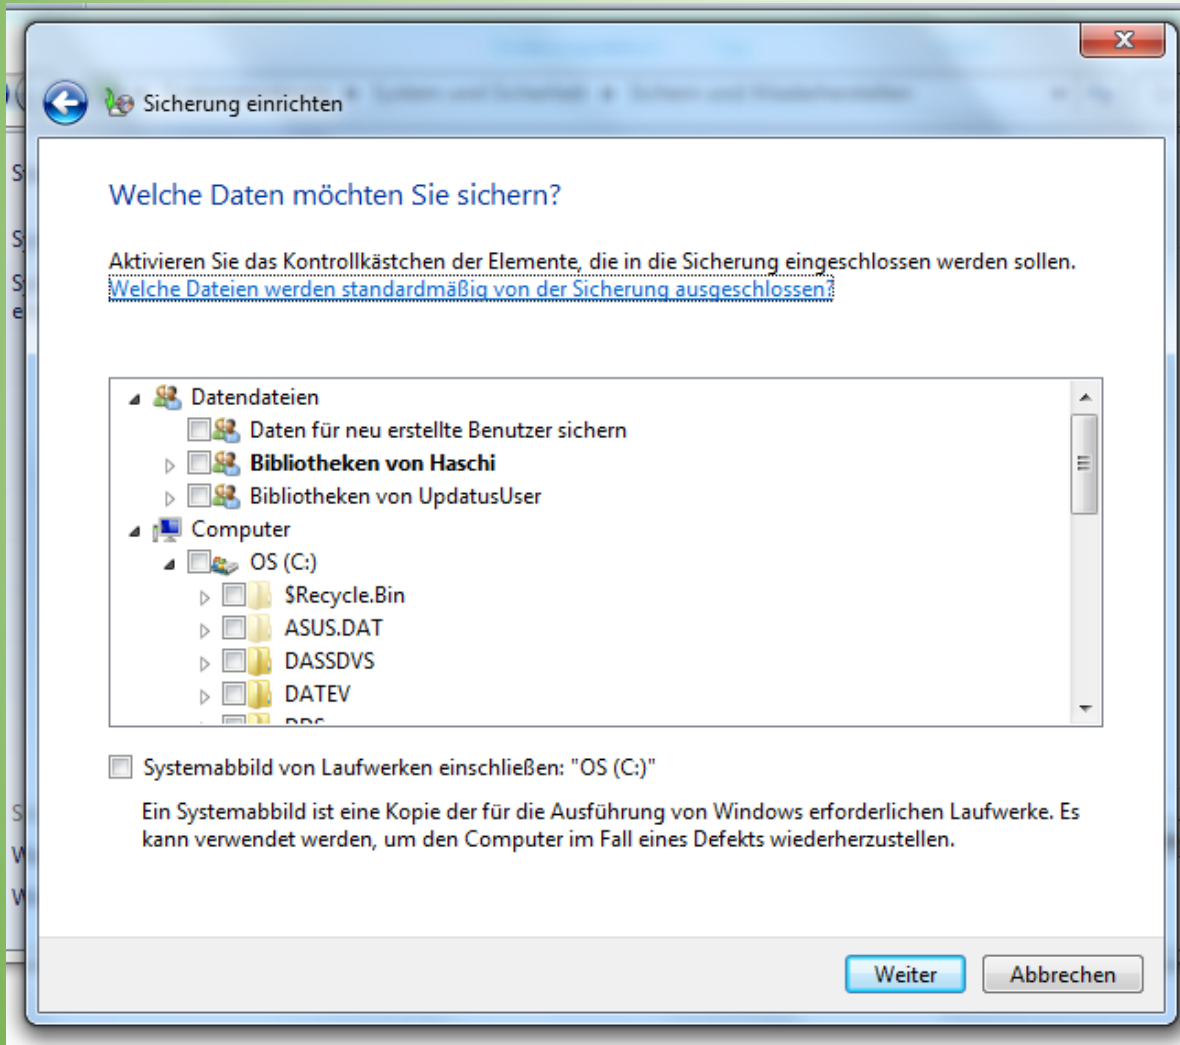 Sicherung einrichten
Welche Daten möchten Sie sichern?
Aktivieren Sie das Kontrollkästchen der Elemente, die in die Sicherung eingeschlossen werden sollen.
Welche Dateien werden standardmäßig von der Sicherung ausgeschlossen?
Datendateien
Daten für neu erstellte Benutzer sichern
Bibliotheken von Haschi
Bibliotheken von UpdatusUser
Computer
OS (C:)
$Recycle.Bin
ASUS.DAT
DASSDVS
DATEV
Systemabbild von Laufwerken einschließen: "OS (C:)"
Ein Systemabbild ist eine Kopie der für die Ausführung von Windows erforderlichen Laufwerke. Es
kann verwendet werden, um den Computer im Fall eines Defekts wiederherzustellen.
Weiter
Abbrechen